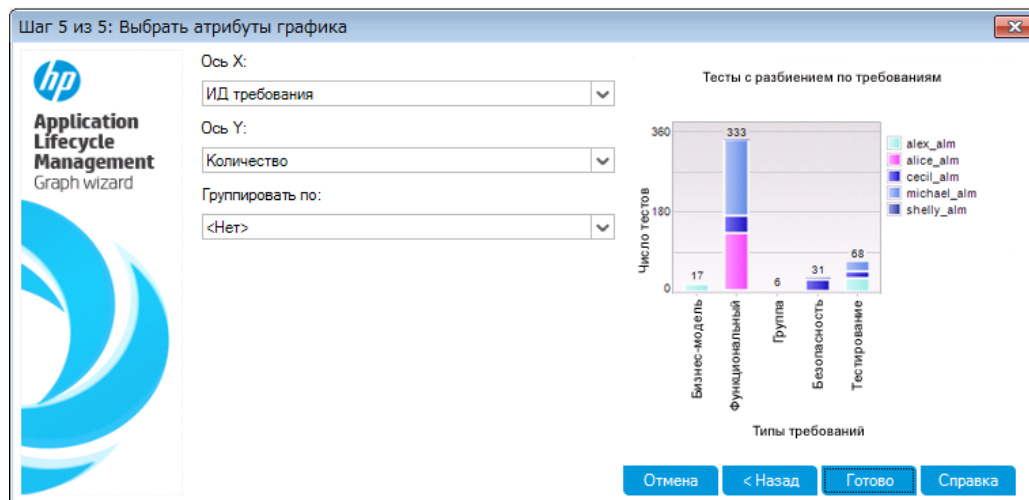 Шаг 5 из 5: Выбрать атрибуты графика
hp
Application
Lifecycle
Management
Graph wizard
Ось X:
ИД требования
Ось Y:
Количество
Группировать по:
<Нет>
Тесты с разбиением по требованиям
Число тестов
360
180
0
17
333
6
31
68
Бизнес-модель
Функциональный
Группа
Безопасность
Тестирование
Типы требований
alex_alm
alice_alm
cecil_alm
michael_alm
shelly_alm
Отмена
< Назад
Готово
Справка